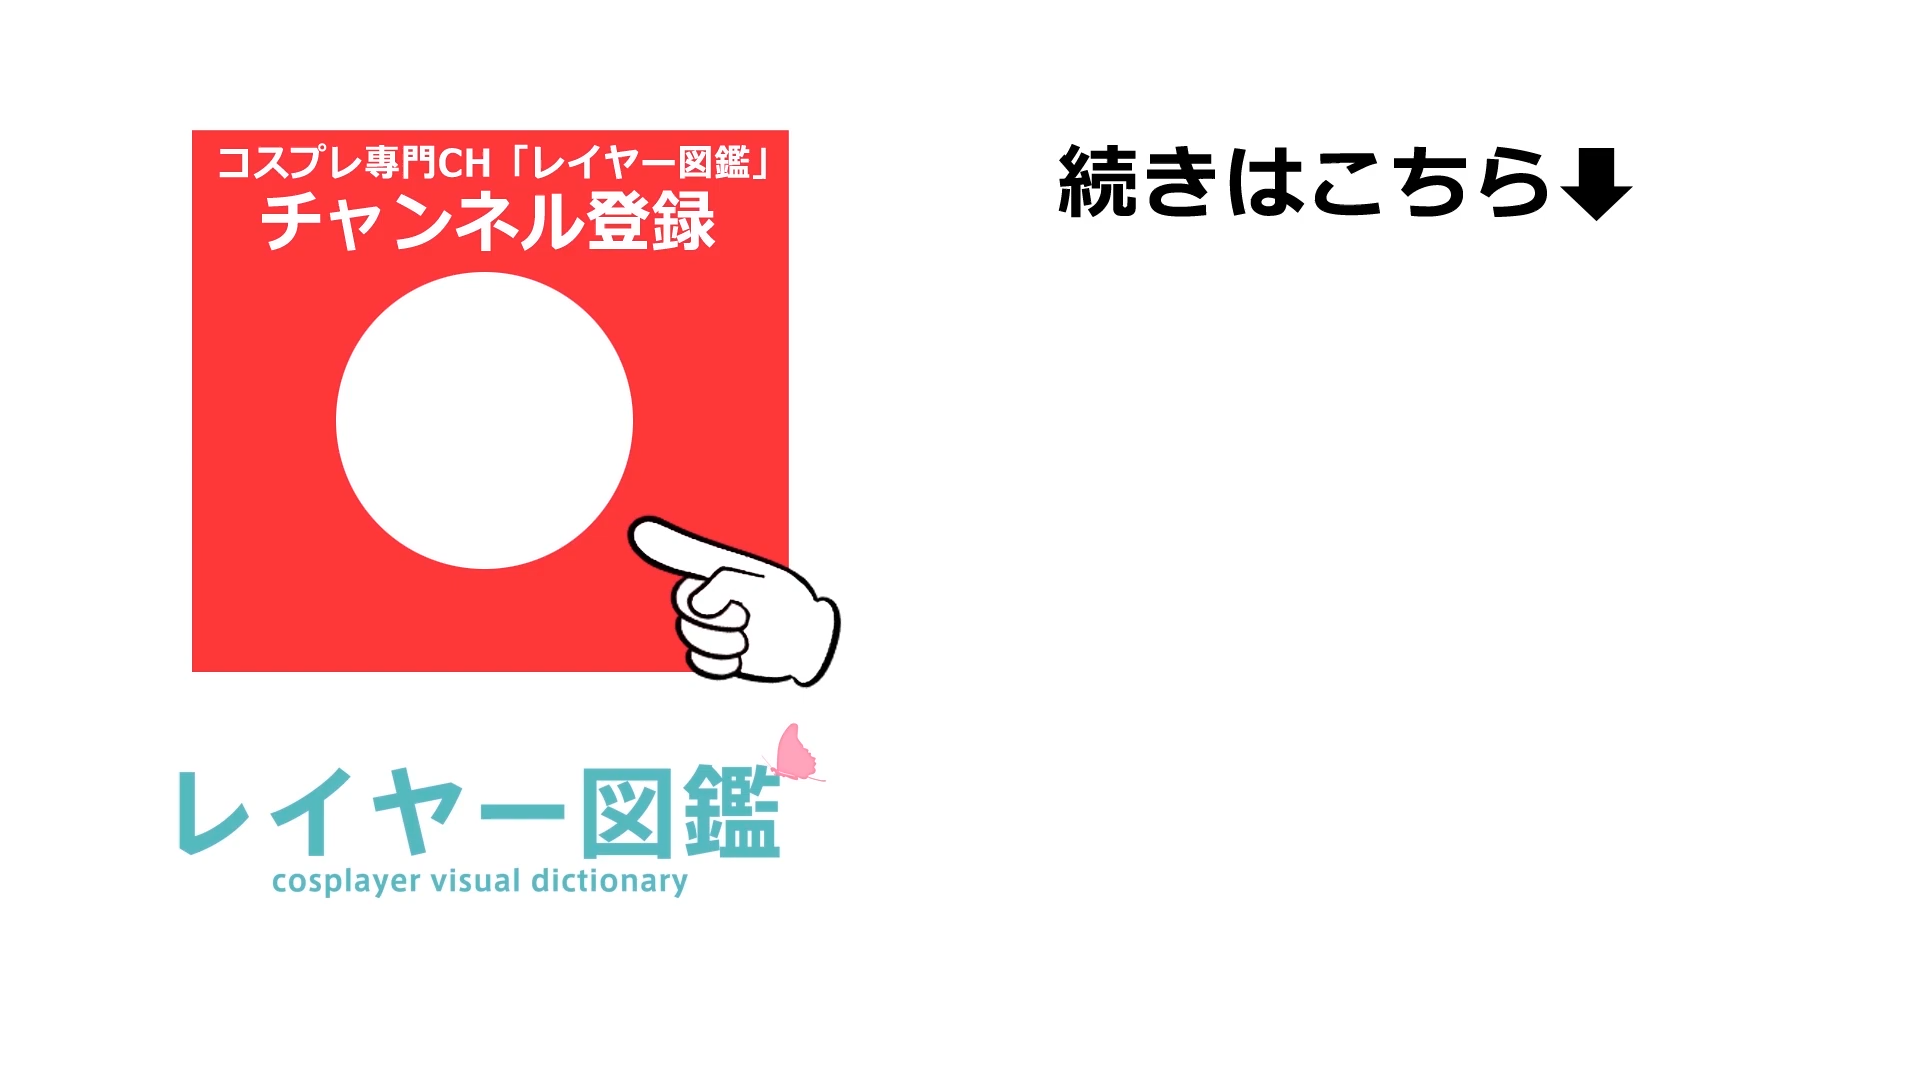 コスプレ專門CH「レイヤー図鑑」
チャンネル登録
続きはこちら⬇
レイヤー図鑑
cosplayer visual dictionary